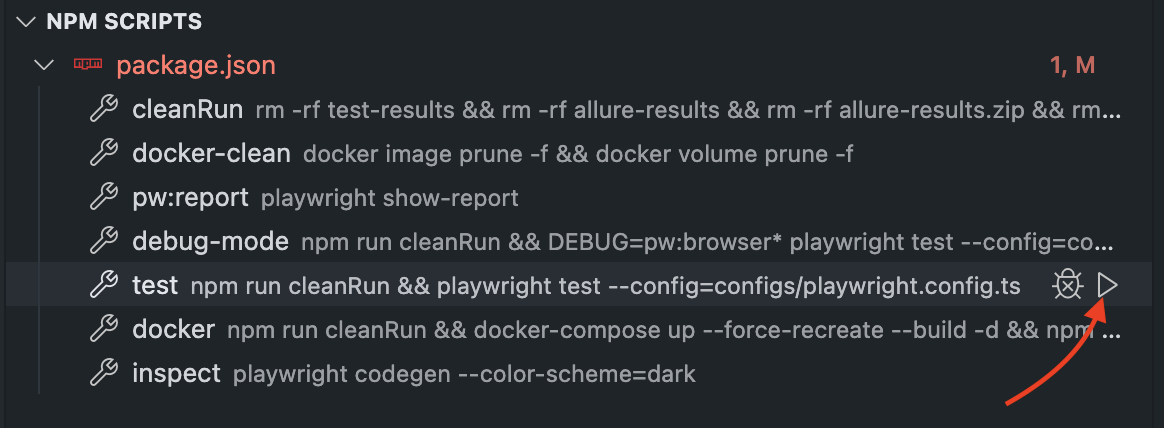 NPM SCRIPTS
npm package.json 1, M
cleanRun rm -rf test-results && rm -rf allure-results && rm -rf allure-results.zip && rm...
docker-clean docker image prune -f && docker volume prune -f
pw:report playwright show-report
debug-mode npm run cleanRun && DEBUG=pw:browser* playwright test --config=co...
test npm run cleanRun && playwright test --config=configs/playwright.config.ts
docker npm run cleanRun && docker-compose up --force-recreate --build -d && npm ...
inspect playwright codegen --color-scheme=dark